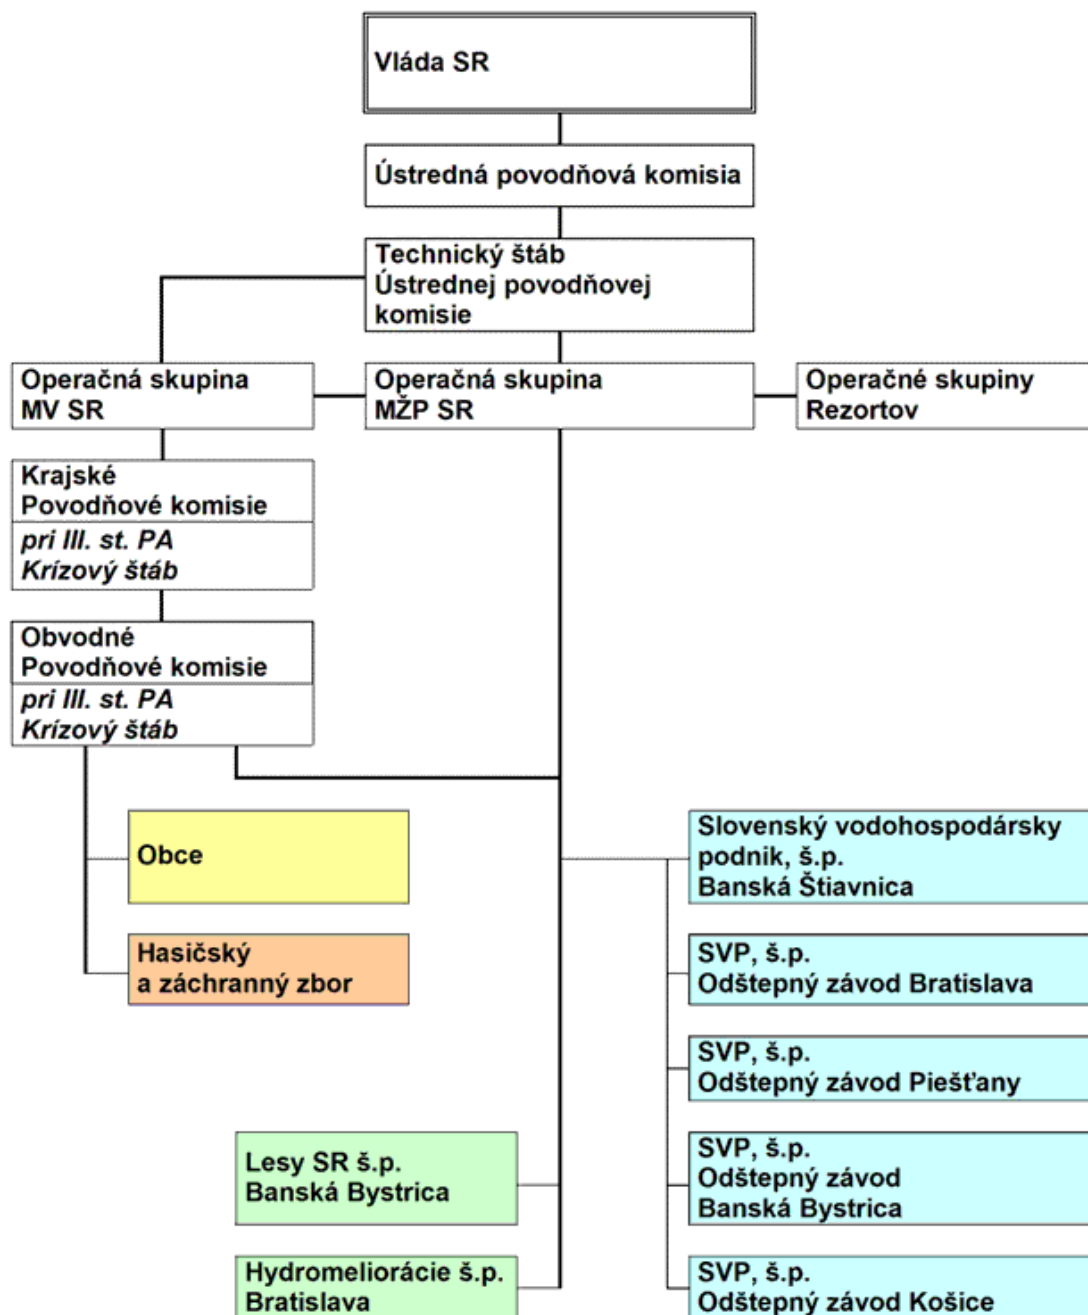 Vláda SR
Ústredná povodňová komisia
Technický štáb
Ústrednej povodňovej
komisie
Operačná skupina
MV SR
Operačná skupina
MŽP SR
Operačné skupiny
Rezortov
Krajské
Povodňové komisie
pri III. st. PA
Krízový štáb
Obvodné
Povodňové komisie
pri III. st. PA
Krízový štáb
Obce
Hasičský
a záchranný zbor
Slovenský vodohospodársky
podnik, š.p.
Banská Štiavnica
SVP, š.p.
Odštepný závod Bratislava
SVP, š.p.
Odštepný závod Piešťany
SVP, š.p.
Odštepný závod
Banská Bystrica
SVP, š.p.
Odštepný závod Košice
Lesy SR š.p.
Banská Bystrica
Hydromeliorácie š.p.
Bratislava